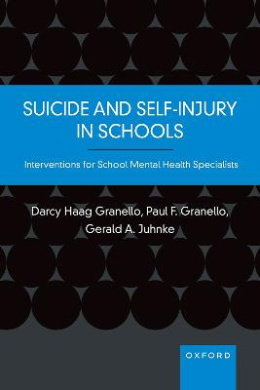 SUICIDE AND SELF-INJURY
IN SCHOOLS
Interventions for School Mental Health Specialists
Darcy Haag Granello, Paul F. Granello,
Gerald A. Juhnke
OXFORD